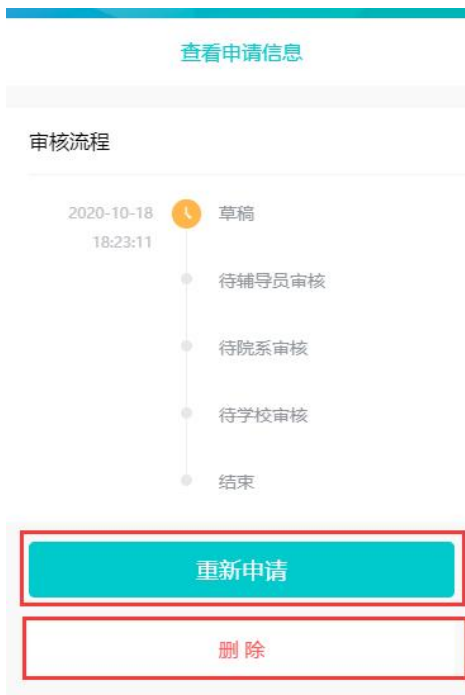 查看申请信息
审核流程
2020-10-18 草稿
18:23:11
待辅导员审核
待院系审核
待学校审核
结束
重新申请
删 除